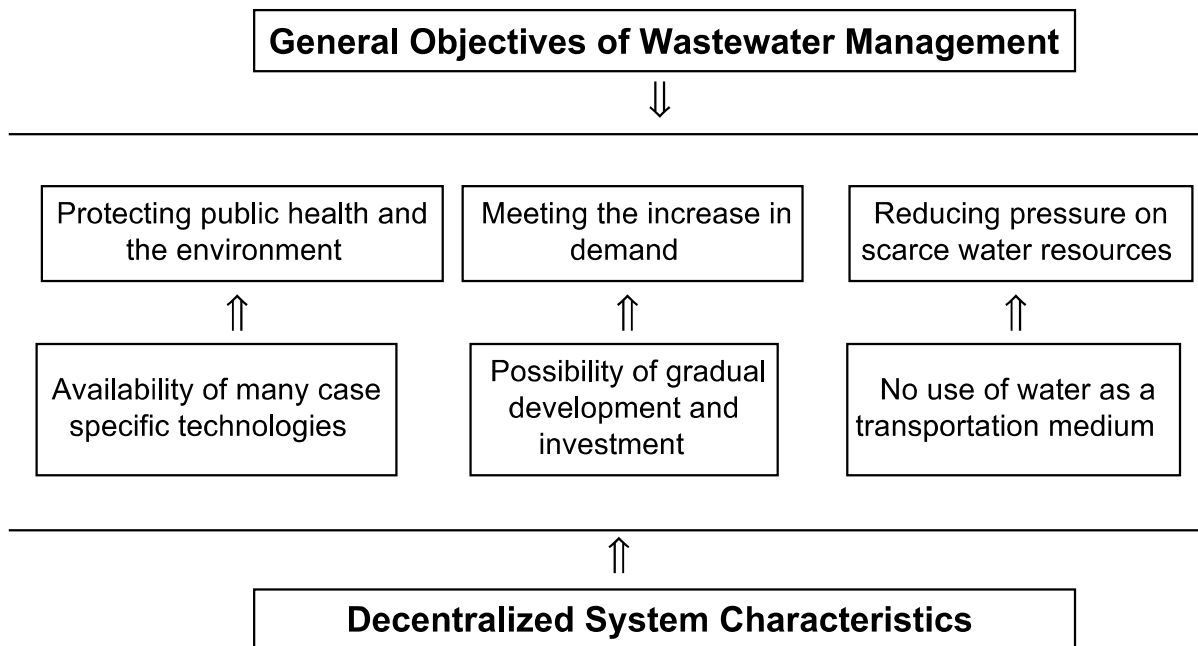 General Objectives of Wastewater Management
⇓
Protecting public health and
the environment
Meeting the increase in
demand
Reducing pressure on
scarce water resources
⇑ ⇑ ⇑
Availability of many case
specific technologies
Possibility of gradual
development and
investment
No use of water as a
transportation medium
⇑
Decentralized System Characteristics